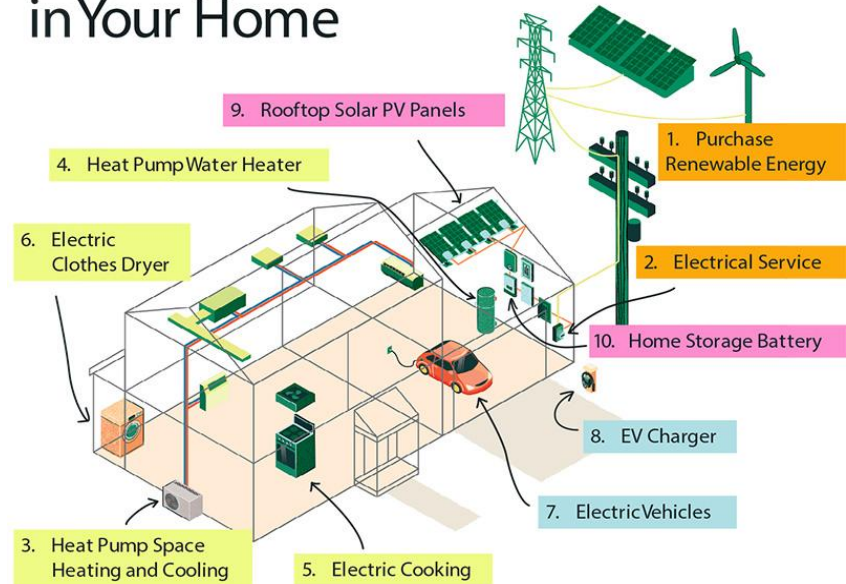 in Your Home
9. Rooftop Solar PV Panels
1. Purchase
Renewable Energy
4. Heat Pump Water Heater
6. Electric
Clothes Dryer
2. Electrical Service
10. Home Storage Battery
8. EV Charger
7. Electric Vehicles
3. Heat Pump Space
Heating and Cooling
5. Electric Cooking